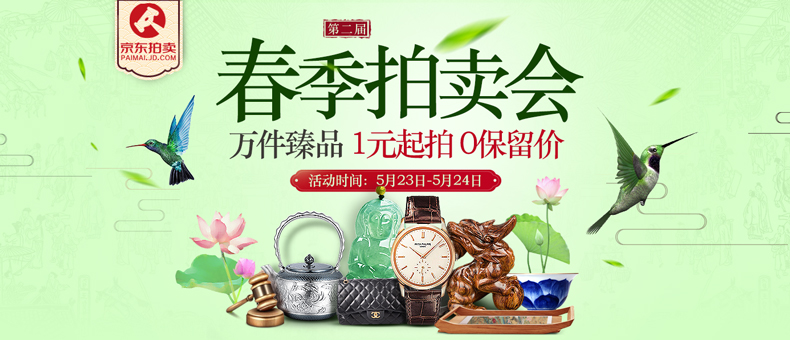 京东拍卖
PAIMAI.JD.COM
第二届
春季拍卖会
万件臻品 1元起拍 0保留价
活动时间：5月23日-5月24日